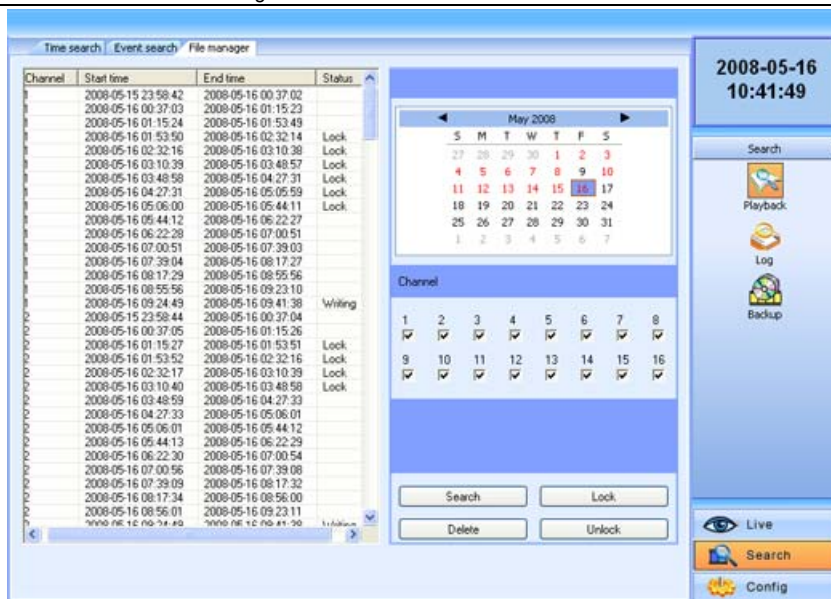 Time search Event search File manager
Channel Start time End time Status
1 2008-05-15 23:58:42 2008-05-16 00:37:02
1 2008-05-16 00:37:03 2008-05-16 01:15:23
1 2008-05-16 01:15:24 2008-05-16 01:53:49
1 2008-05-16 01:53:50 2008-05-16 02:32:14 Lock
1 2008-05-16 02:32:16 2008-05-16 03:10:38 Lock
1 2008-05-16 03:10:39 2008-05-16 03:48:57 Lock
1 2008-05-16 03:48:58 2008-05-16 04:27:31 Lock
1 2008-05-16 04:27:31 2008-05-16 05:05:59 Lock
1 2008-05-16 05:06:00 2008-05-16 05:44:11 Lock
1 2008-05-16 05:44:12 2008-05-16 06:22:27
1 2008-05-16 06:22:28 2008-05-16 07:00:51
1 2008-05-16 07:00:51 2008-05-16 07:39:03
1 2008-05-16 07:39:04 2008-05-16 08:17:27
1 2008-05-16 08:17:29 2008-05-16 08:55:56
1 2008-05-16 08:55:56 2008-05-16 09:23:10
1 2008-05-16 09:24:49 2008-05-16 09:41:38 Writing
2 2008-05-15 23:58:44 2008-05-16 00:37:04
2 2008-05-16 00:37:05 2008-05-16 01:15:26
2 2008-05-16 01:15:27 2008-05-16 01:53:51 Lock
2 2008-05-16 01:53:52 2008-05-16 02:32:16 Lock
2 2008-05-16 02:32:17 2008-05-16 03:10:39 Lock
2 2008-05-16 03:10:40 2008-05-16 03:48:58 Lock
2 2008-05-16 03:48:59 2008-05-16 04:27:33
2 2008-05-16 04:27:33 2008-05-16 05:06:01
2 2008-05-16 05:06:01 2008-05-16 05:44:12
2 2008-05-16 05:44:13 2008-05-16 06:22:29
2 2008-05-16 06:22:30 2008-05-16 07:00:54
2 2008-05-16 07:00:56 2008-05-16 07:39:08
2 2008-05-16 07:39:09 2008-05-16 08:17:32
2 2008-05-16 08:17:34 2008-05-16 08:56:00
2 2008-05-16 08:56:01 2008-05-16 09:23:11
2 2008-05-16 09:24:49 2008-05-16 09:41:38 Writing
May 2008
S M T W T F S
27 28 29 30 1 2 3
4 5 6 7 8 9 10
11 12 13 14 15 16 17
18 19 20 21 22 23 24
25 26 27 28 29 30 31
1 2 3 4 5 6 7
Channel
1 2 3 4 5 6 7 8
9 10 11 12 13 14 15 16
Search Lock
Delete Unlock
2008-05-16
10:41:49
Search
Playback
Log
Backup
Live
Search
Config